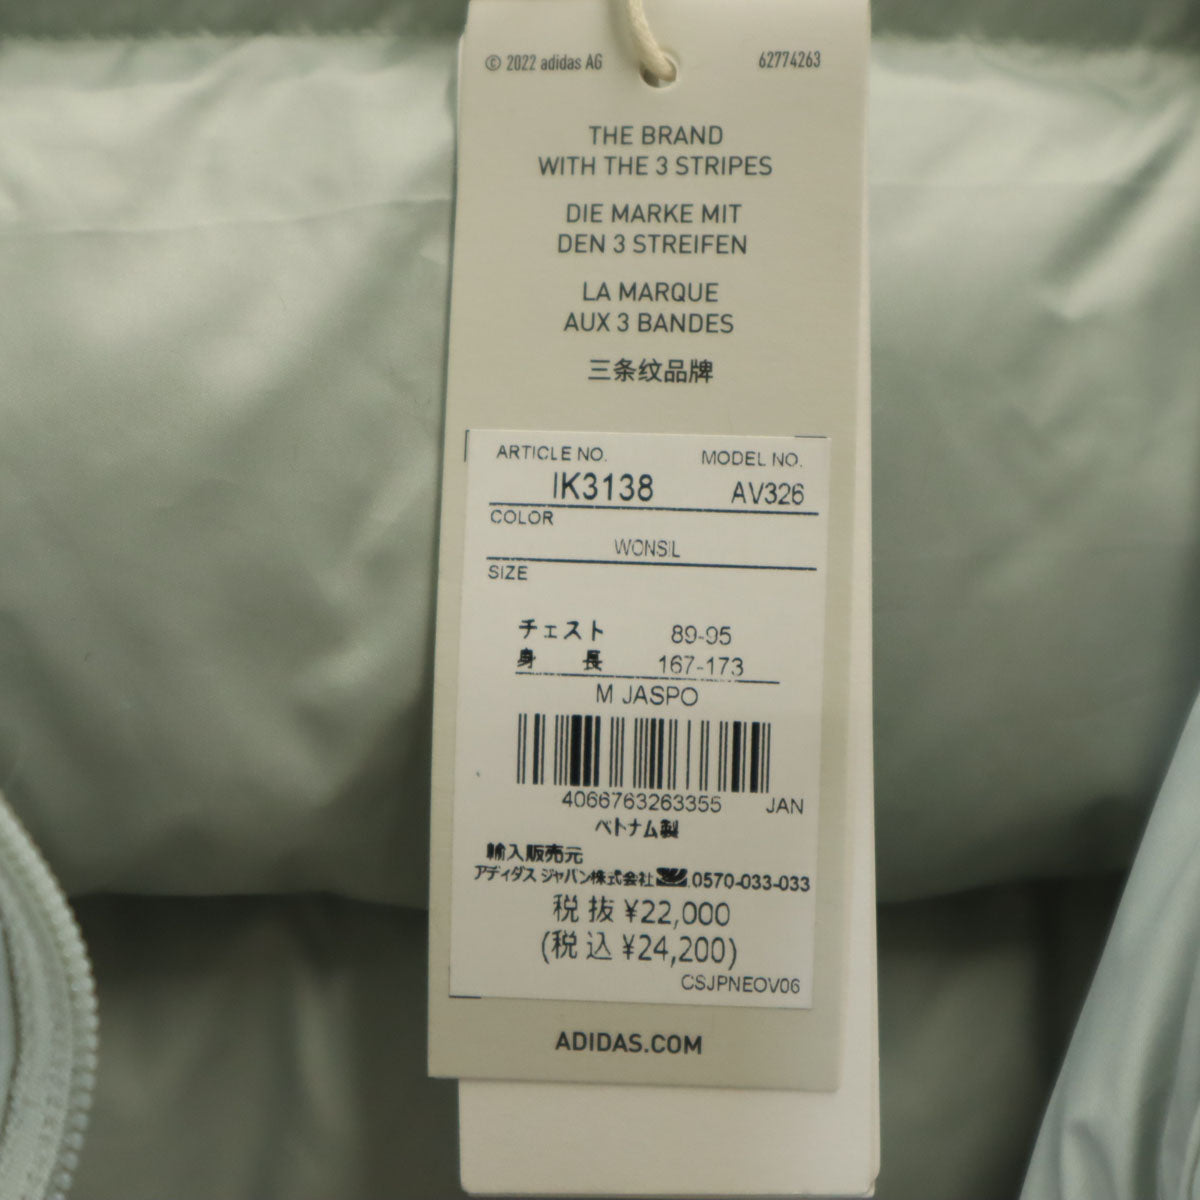 © 2022 adidas AG 62774263
THE BRAND
WITH THE 3 STRIPES
DIE MARKE MIT
DEN 3 STREIFEN
LA MARQUE
AUX 3 BANDES
三条纹品牌
ARTICLE NO. MODEL NO.
IK3138 AV326
COLOR
WONSIL
SIZE
チェスト 89-95
身 長 167-173
M JASPO
4066763263355 JAN
ベトナム製
輸入販売元
アディダス ジャパン株式会社 0570-033-033
税抜 ¥22,000
(税込 ¥24,200)
CSJPNEOV06
ADIDAS.COM